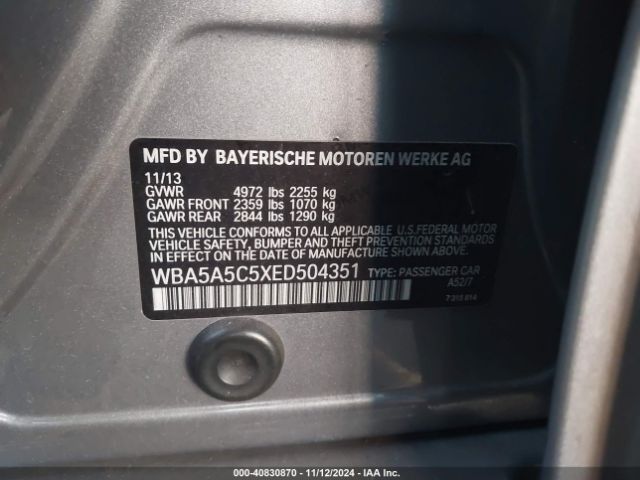 MFD BY BAYERISCHE MOTOREN WERKE AG
11/13
GVWR 4972 lbs 2255 kg
GAWR FRONT 2359 lbs 1070 kg
GAWR REAR 2844 lbs 1290 kg
THIS VEHICLE CONFORMS TO ALL APPLICABLE U.S.FEDERAL MOTOR
VEHICLE SAFETY, BUMPER AND THEFT PREVENTION STANDARDS
IN EFFECT ON THE DATE OF MANUFACTURE SHOWN ABOVE.
WBA5A5C5XED504351 TYPE: PASSENGER CAR
A52/7
7 315 614
000-40830870 - 11/12/2024 - IAA Inc.